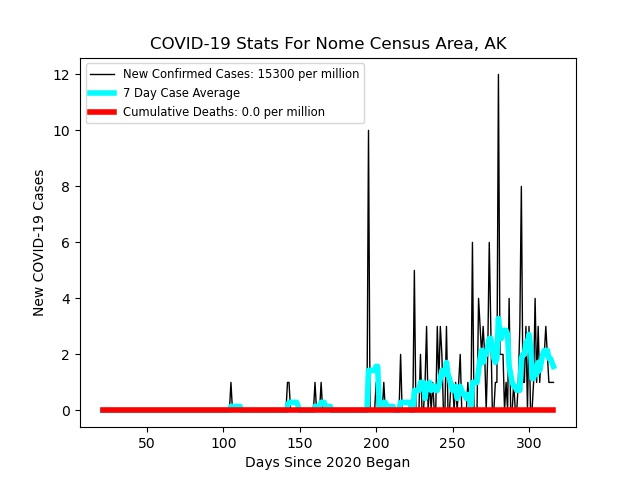 COVID-19 Stats For Nome Census Area, AK
New Confirmed Cases: 15300 per million
7 Day Case Average
Cumulative Deaths: 0.0 per million
New COVID-19 Cases
12
10
8
6
4
2
0
50 100 150 200 250 300
Days Since 2020 Began